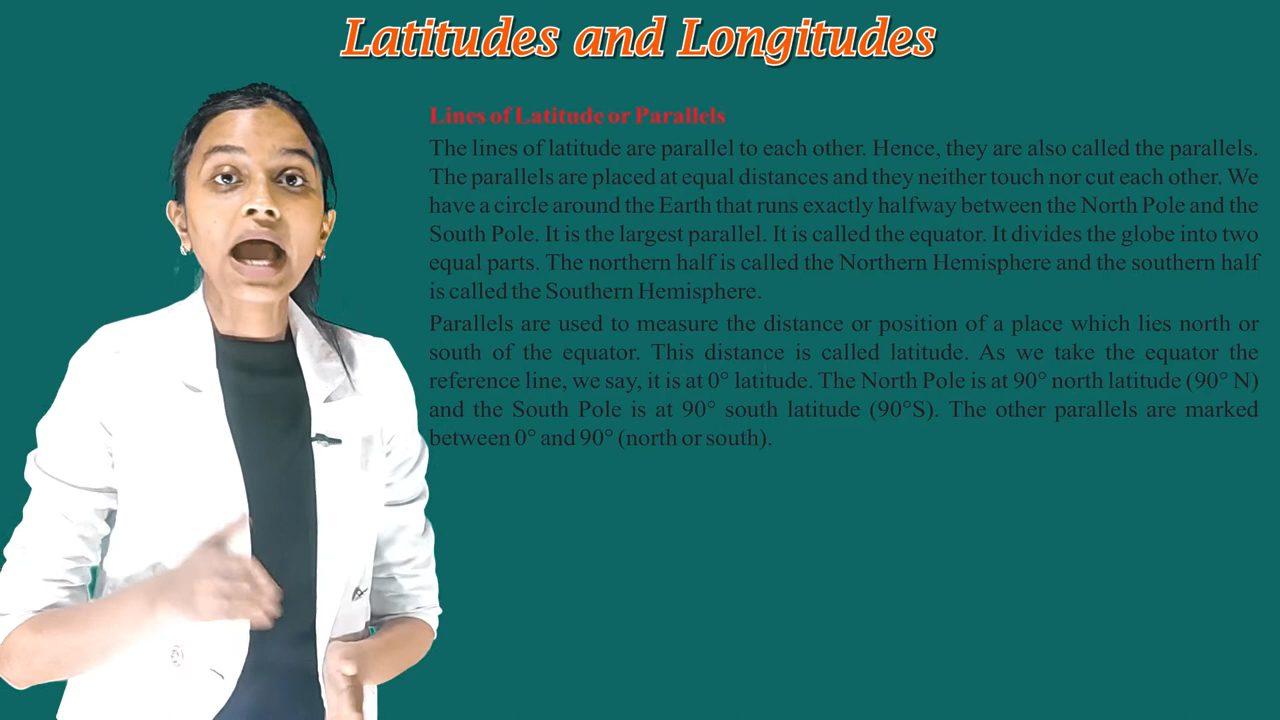 Latitudes and Longitudes
Lines of Latitude or Parallels
The lines of latitude are parallel to each other. Hence, they are also called the parallels.
The parallels are placed at equal distances and they neither touch nor cut each other. We
have a circle around the Earth that runs exactly halfway between the North Pole and the
South Pole. It is the largest parallel. It is called the equator. It divides the globe into two
equal parts. The northern half is called the Northern Hemisphere and the southern half
is called the Southern Hemisphere.
Parallels are used to measure the distance or position of a place which lies north or
south of the equator. This distance is called latitude. As we take the equator the
reference line, we say, it is at 0° latitude. The North Pole is at 90° north latitude (90° N)
and the South Pole is at 90° south latitude (90°S). The other parallels are marked
between 0° and 90° (north or south).